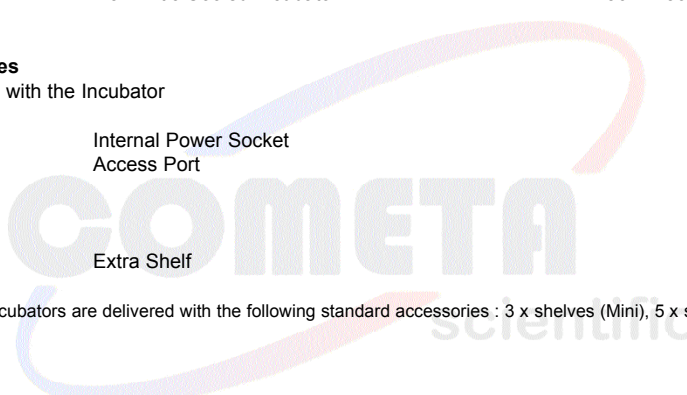 es
with the Incubator
Internal Power Socket
Access Port
COMETA
Extra Shelf
cubators are delivered with the following standard accessories : 3 x shelves (Mini), 5 x s
scientific